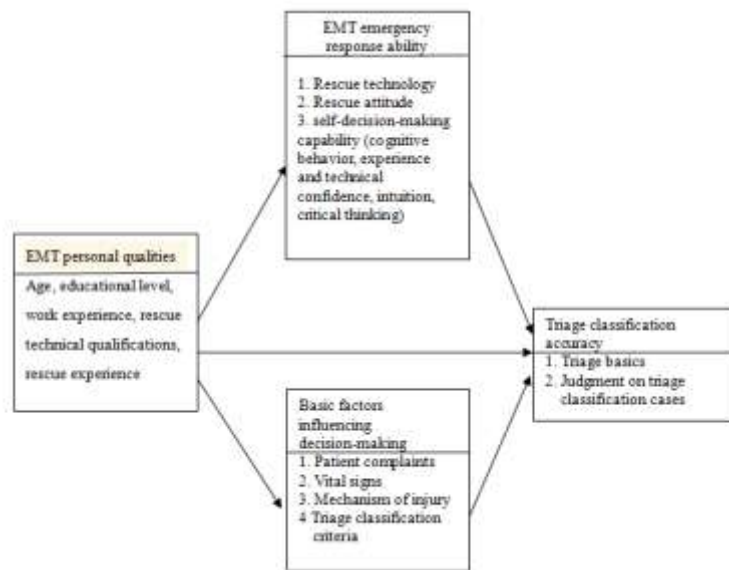 EMT emergency
response ability
1. Rescue technology
2. Rescue attitude
3. self-decision-making
capability (cognitive
behavior, experience
and technical
confidence, intuition,
critical thinking)
EMT personal qualities
Age, educational level,
work experience, rescue
technical qualifications,
rescue experience
Basic factors
influencing
decision-making
1. Patient complaints
2. Vital signs
3. Mechanism of injury
4 Triage classification
criteria
Triage classification
accuracy
1. Triage basics
2. Judgment on triage
classification cases